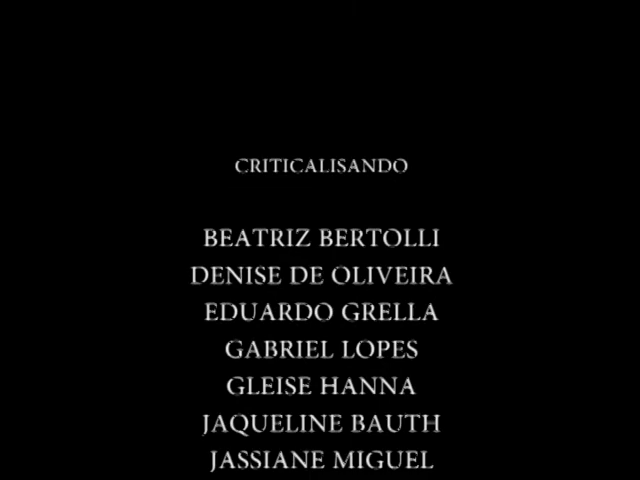 CRITICALISANDO
BEATRIZ BERTOLLI
DENISE DE OLIVEIRA
EDUARDO GRELLA
GABRIEL LOPES
GLEISE HANNA
JAQUELINE BAUTH
JASSIANE MIGUEL